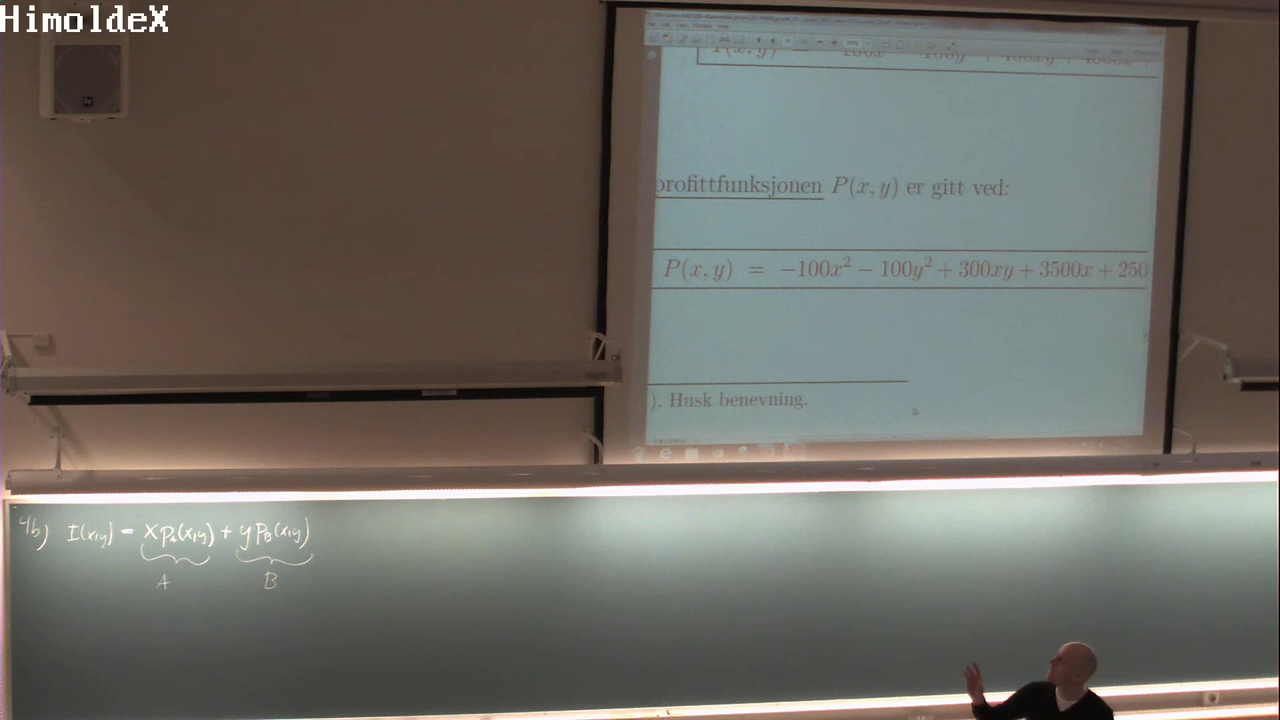 HimoldeX
profittfunksjonen P(x, y) er gitt ved:
P(x, y) = −100x² − 100y² + 300xy + 3500x + 250
). Husk benevning.
4b) I(x,y) = x p_A(x,y) + y p_B(x,y)
A B